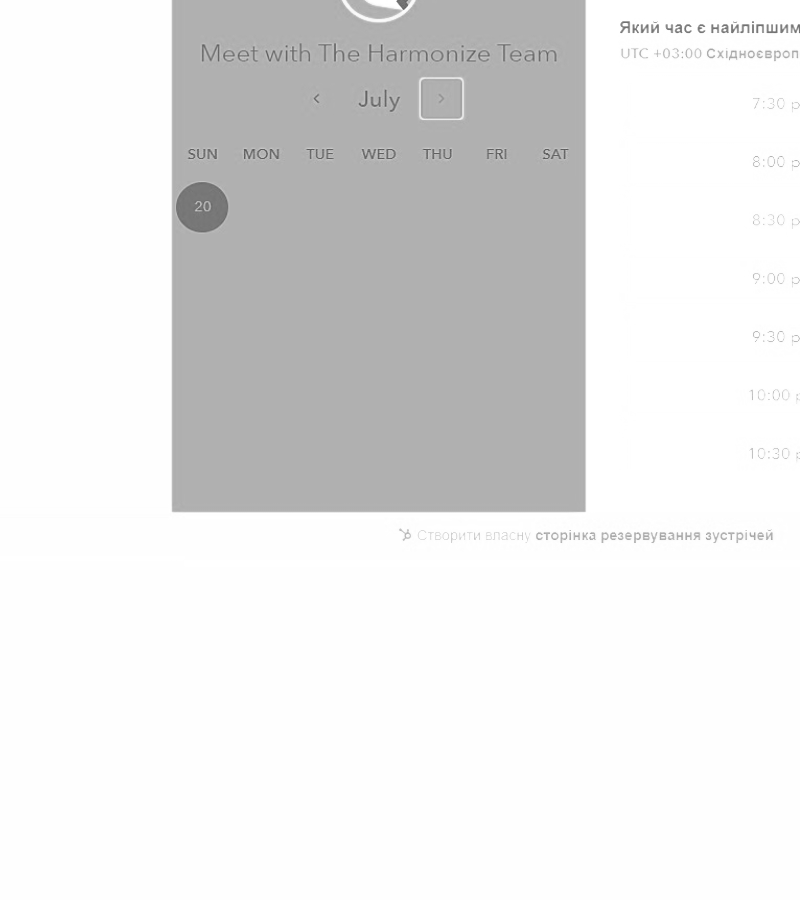 Meet with The Harmonize Team
July
SUN MON TUE WED THU FRI SAT
20
Який час є найліпшим
UTC +03:00 Східноєвроп
7:30 p
8:00 p
8:30 p
9:00 p
9:30 p
10:00 p
10:30 p
Створити власну сторінка резервування зустрічей